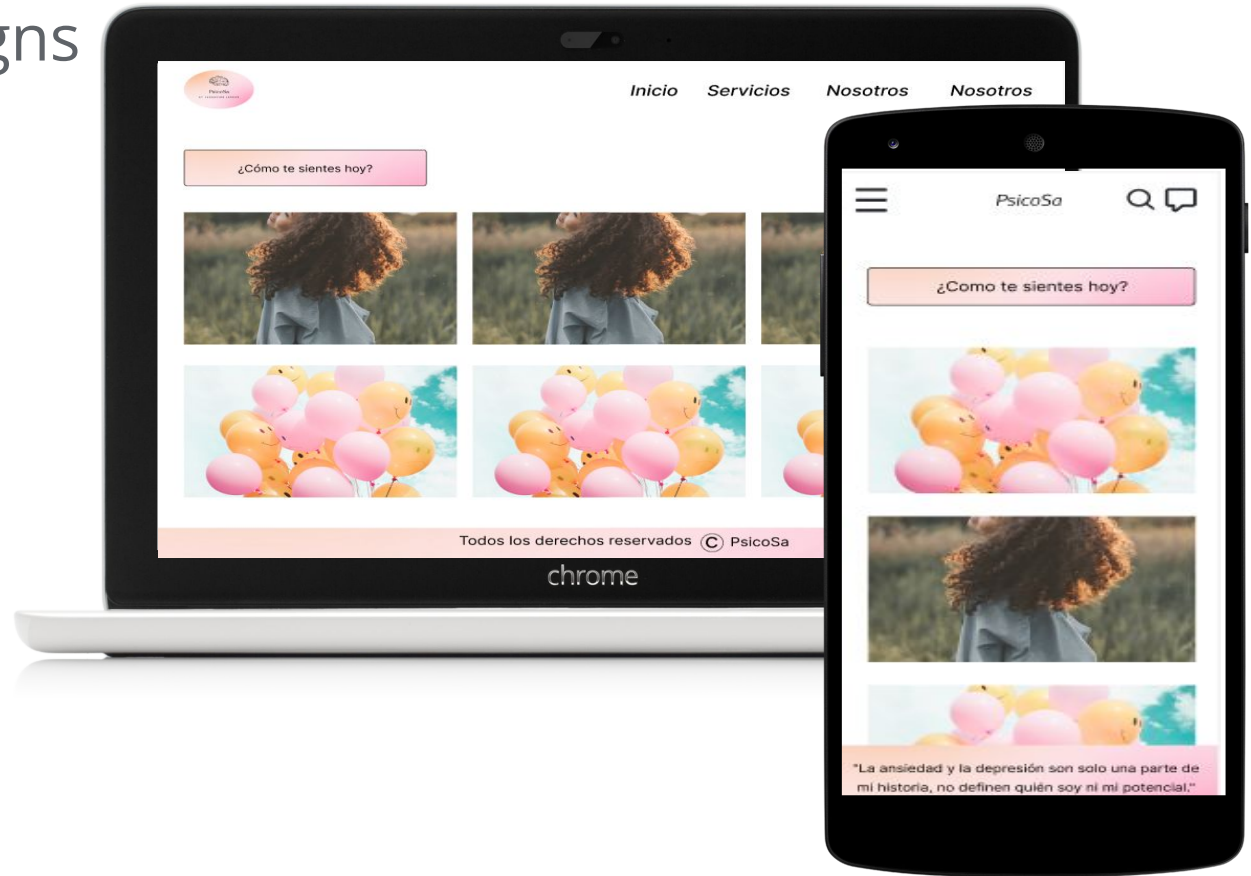 gns
PsicoSa
Inicio Servicios Nosotros Nosotros
¿Cómo te sientes hoy?
Todos los derechos reservados © PsicoSa
chrome
PsicoSa
¿Como te sientes hoy?
"La ansiedad y la depresión son solo una parte de
mi historia, no definen quién soy ni mi potencial."